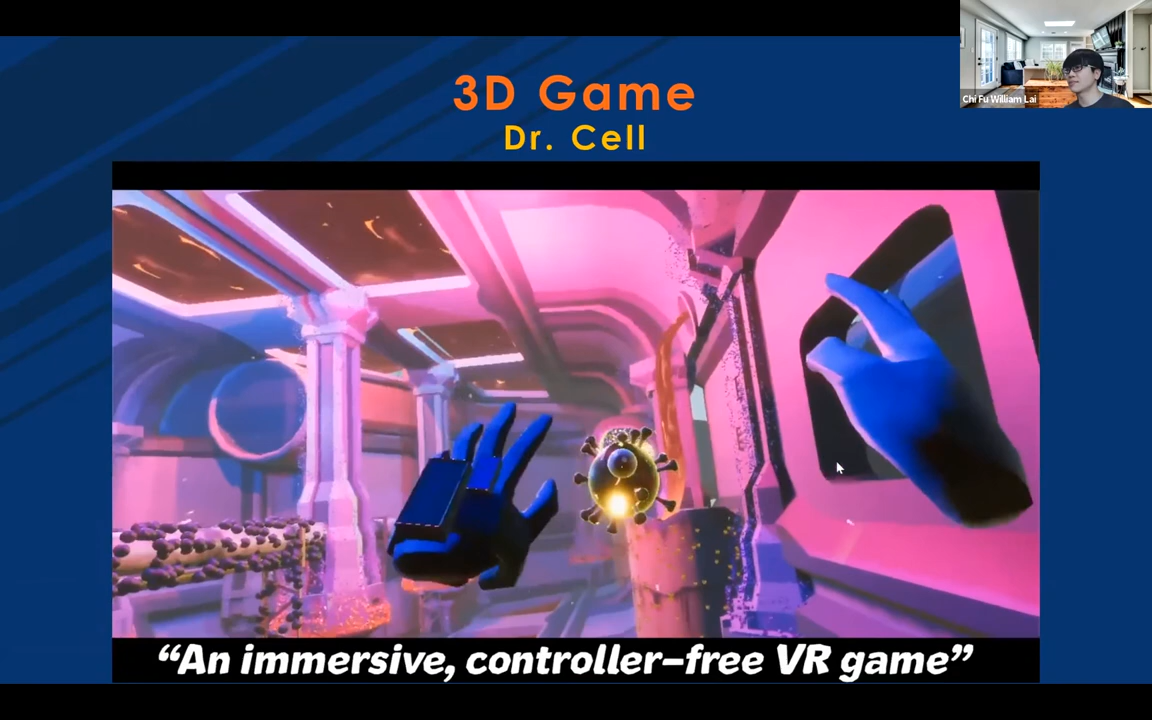 3D Game
Dr. Cell
Chi Fu William Lai
“An immersive, controller-free VR game”